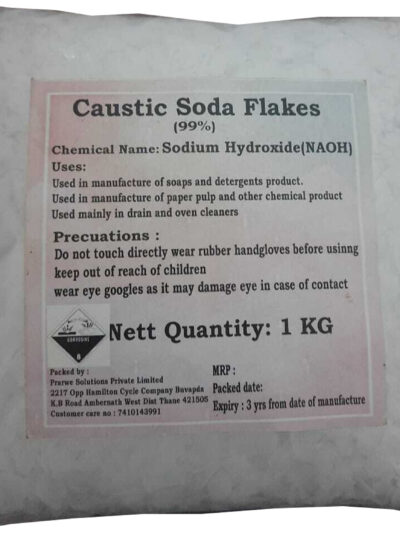 Caustic Soda Flakes
(99%)
Chemical Name: Sodium Hydroxide(NAOH)
Uses:
Used in manufacture of soaps and detergents product.
Used in manufacture of paper pulp and other chemical product
Used mainly in drain and oven cleaners
Precuations :
Do not touch directly wear rubber handgloves before usinng
keep out of reach of children
wear eye googles as it may damage eye in case of contact
CORROSIVE
8
Nett Quantity: 1 KG
Packed by :
Prarwe Solutions Private Limited
2217 Opp Hamilton Cycle Company Buvapda
K.B Road Ambernath West Dist Thane 421505
Customer care no : 7410143991
MRP :
Packed date:
Expiry : 3 yrs from date of manufacture